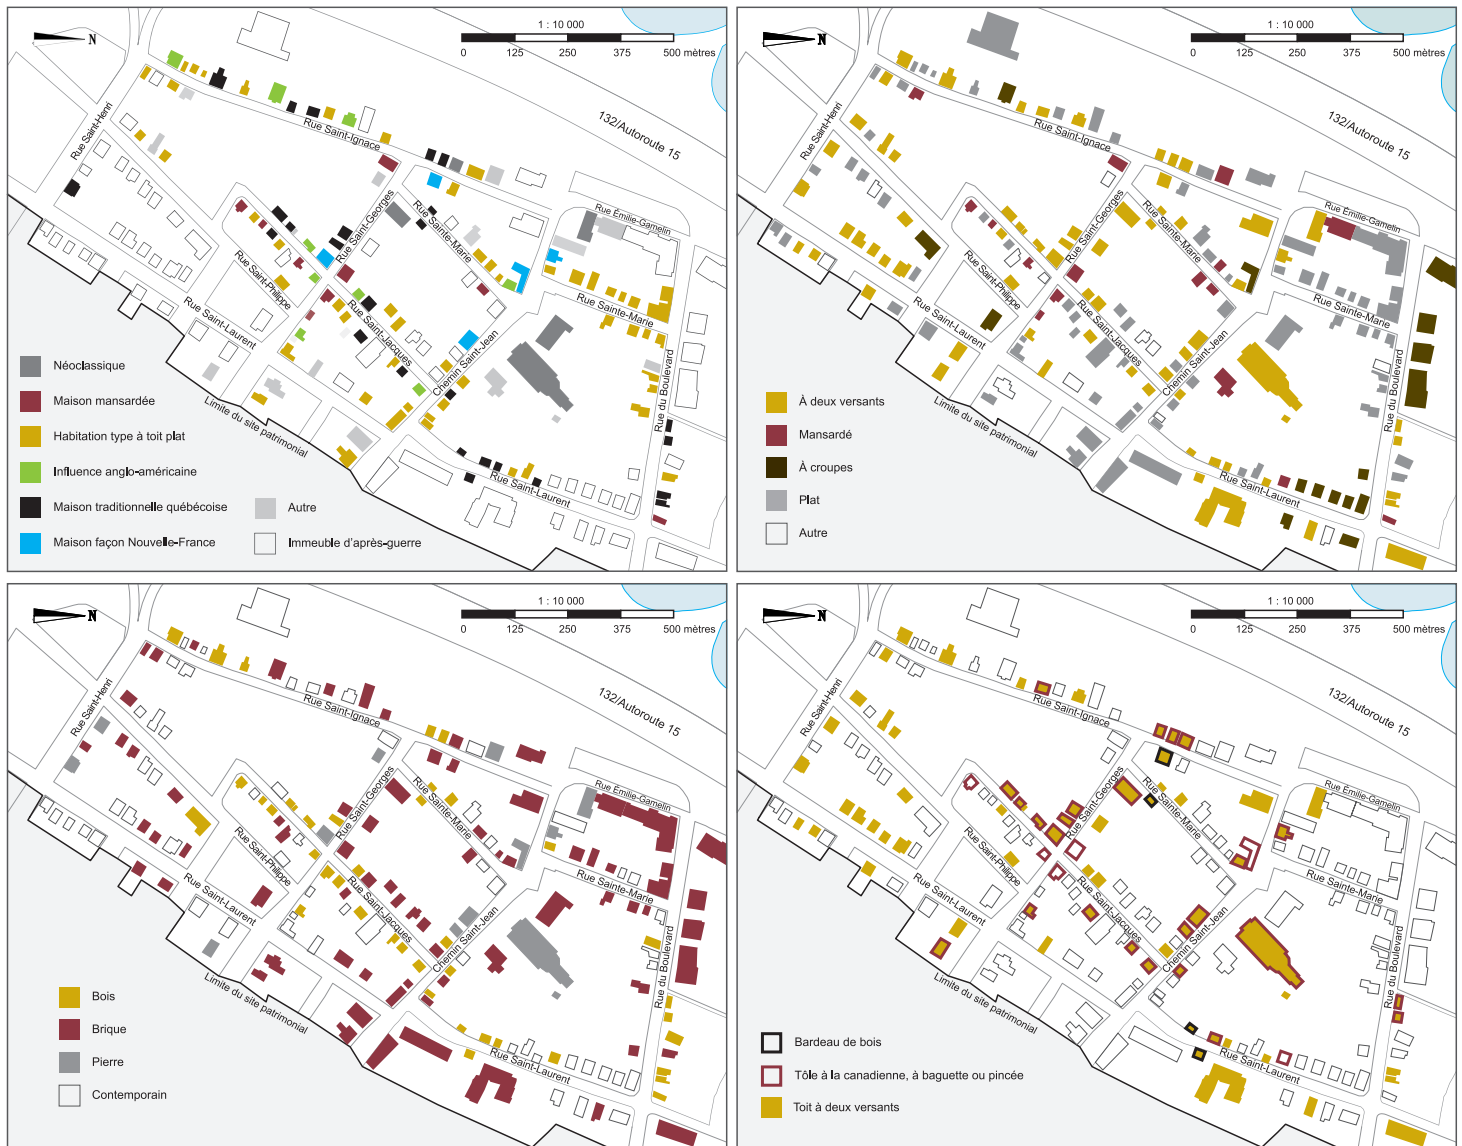 1 : 10 000
0 125 250 375 500 mètres
N
132/Autoroute 15
Rue Saint-Ignace
Rue Saint-Henri
Rue Saint-Georges
Rue Sainte-Marie
Rue Émilie-Gamelin
Rue Saint-Philippe
Rue Saint-Jacques
Rue Sainte-Marie
Rue Saint-Laurent
Chemin Saint-Jean
Rue du Boulevard
Limite du site patrimonial
Rue Saint-Laurent
Néoclassique
Maison mansardée
Habitation type à toit plat
Influence anglo-américaine
Maison traditionnelle québécoise
Maison façon Nouvelle-France
Autre
Immeuble d'après-guerre
1 : 10 000
0 125 250 375 500 mètres
N
132/Autoroute 15
Rue Saint-Ignace
Rue Saint-Henri
Rue Saint-Georges
Rue Sainte-Marie
Rue Émilie-Gamelin
Rue Saint-Philippe
Rue Saint-Jacques
Rue Sainte-Marie
Rue Saint-Laurent
Chemin Saint-Jean
Rue du Boulevard
Limite du site patrimonial
Rue Saint-Laurent
À deux versants
Mansardé
À croupes
Plat
Autre
1 : 10 000
0 125 250 375 500 mètres
N
132/Autoroute 15
Rue Saint-Ignace
Rue Saint-Henri
Rue Saint-Georges
Rue Sainte-Marie
Rue Émilie-Gamelin
Rue Saint-Philippe
Rue Saint-Jacques
Rue Sainte-Marie
Rue Saint-Laurent
Chemin Saint-Jean
Rue du Boulevard
Limite du site patrimonial
Rue Saint-Laurent
Bois
Brique
Pierre
Contemporain
1 : 10 000
0 125 250 375 500 mètres
N
132/Autoroute 15
Rue Saint-Ignace
Rue Saint-Henri
Rue Saint-Georges
Rue Sainte-Marie
Rue Émilie-Gamelin
Rue Saint-Philippe
Rue Saint-Jacques
Rue Sainte-Marie
Rue Saint-Laurent
Chemin Saint-Jean
Rue du Boulevard
Limite du site patrimonial
Rue Saint-Laurent
Bardeau de bois
Tôle à la canadienne, à baguette ou pincée
Toit à deux versants